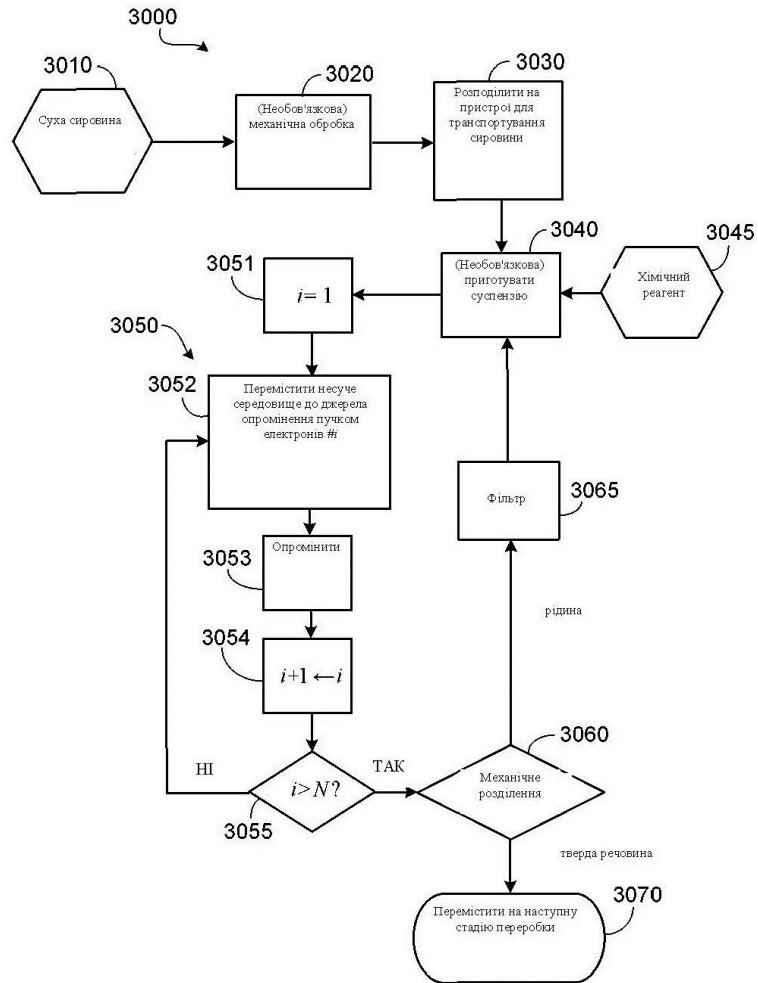 3000
3010
Суха сировина
3020
(Необов'язкова)
механічна обробка
3030
Розподілити на
пристрої для
транспортування
сировини
3040
(Необов'язкова)
приготувати
суспензію
3045
Хімічний
реагент
3051
i= 1
3050
3052
Перемістити несуче
середовище до джерела
опромінення пучком
електронів #i
3065
Фільтр
3053
Опромінити
рідина
3054
i+1 ←i
3060
Механічне
розділення
НІ
ТАК
i>N?
3055
тверда речовина
3070
Перемістити на наступну
стадію переробки